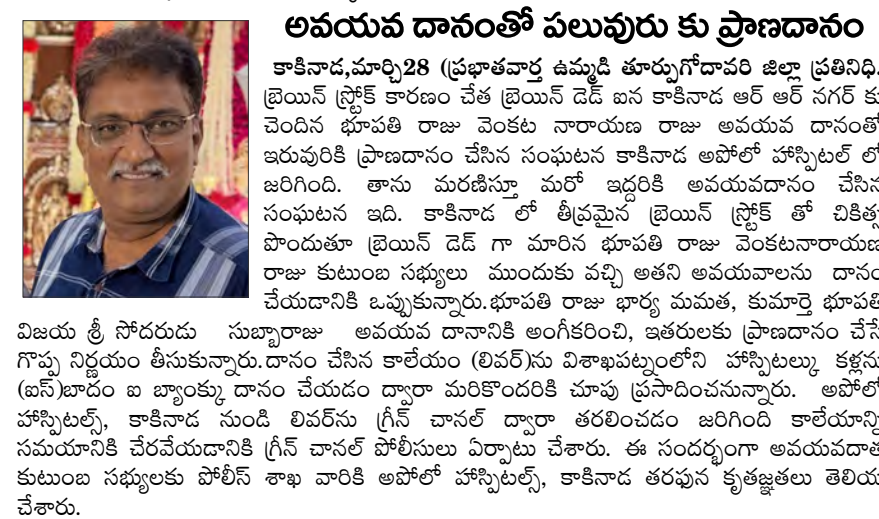 అవయవ దానంతో పలువురు కు ప్రాణదానం
కాకినాడ,మార్చి28 (ప్రభాతవార్త ఉమ్మడి తూర్పుగోదావరి జిల్లా ప్రతినిధి.
బ్రెయిన్ స్ట్రోక్ కారణం చేత బ్రెయిన్ డెడ్ ఐన కాకినాడ ఆర్ ఆర్ నగర్ కు
చెందిన భూపతి రాజు వెంకట నారాయణ రాజు అవయవ దానంతో
ఇరువురికి ప్రాణదానం చేసిన సంఘటన కాకినాడ అపోలో హాస్పిటల్ లో
జరిగింది. తాను మరణిస్తూ మరో ఇద్దరికి అవయవదానం చేసిన
సంఘటన ఇది. కాకినాడ లో తీవ్రమైన బ్రెయిన్ స్ట్రోక్ తో చికిత్స
పొందుతూ బ్రెయిన్ డెడ్ గా మారిన భూపతి రాజు వెంకటనారాయణ
రాజు కుటుంబ సభ్యులు ముందుకు వచ్చి అతని అవయవాలను దానం
చేయడానికి ఒప్పుకున్నారు.భూపతి రాజు భార్య మమత, కుమార్తె భూపతి
విజయ శ్రీ సోదరుడు సుబ్బారాజు అవయవ దానానికి అంగీకరించి, ఇతరులకు ప్రాణదానం చేసే
గొప్ప నిర్ణయం తీసుకున్నారు.దానం చేసిన కాలేయం (లివర్)ను విశాఖపట్నంలోని హాస్పిటల్కు కళ్లను
(ఐస్)బాదం ఐ బ్యాంక్కు దానం చేయడం ద్వారా మరికొందరికి చూపు ప్రసాదించనున్నారు. అపోలో
హాస్పిటల్స్, కాకినాడ నుండి లివర్‌ను గ్రీన్ చానల్ ద్వారా తరలించడం జరిగింది కాలేయాన్ని
సమయానికి చేరవేయడానికి గ్రీన్ చానల్ పోలీసులు ఏర్పాటు చేశారు. ఈ సందర్భంగా అవయవదాత
కుటుంబ సభ్యులకు పోలీస్ శాఖ వారికి అపోలో హాస్పిటల్స్, కాకినాడ తరఫున కృతజ్ఞతలు తెలియ
చేశారు.